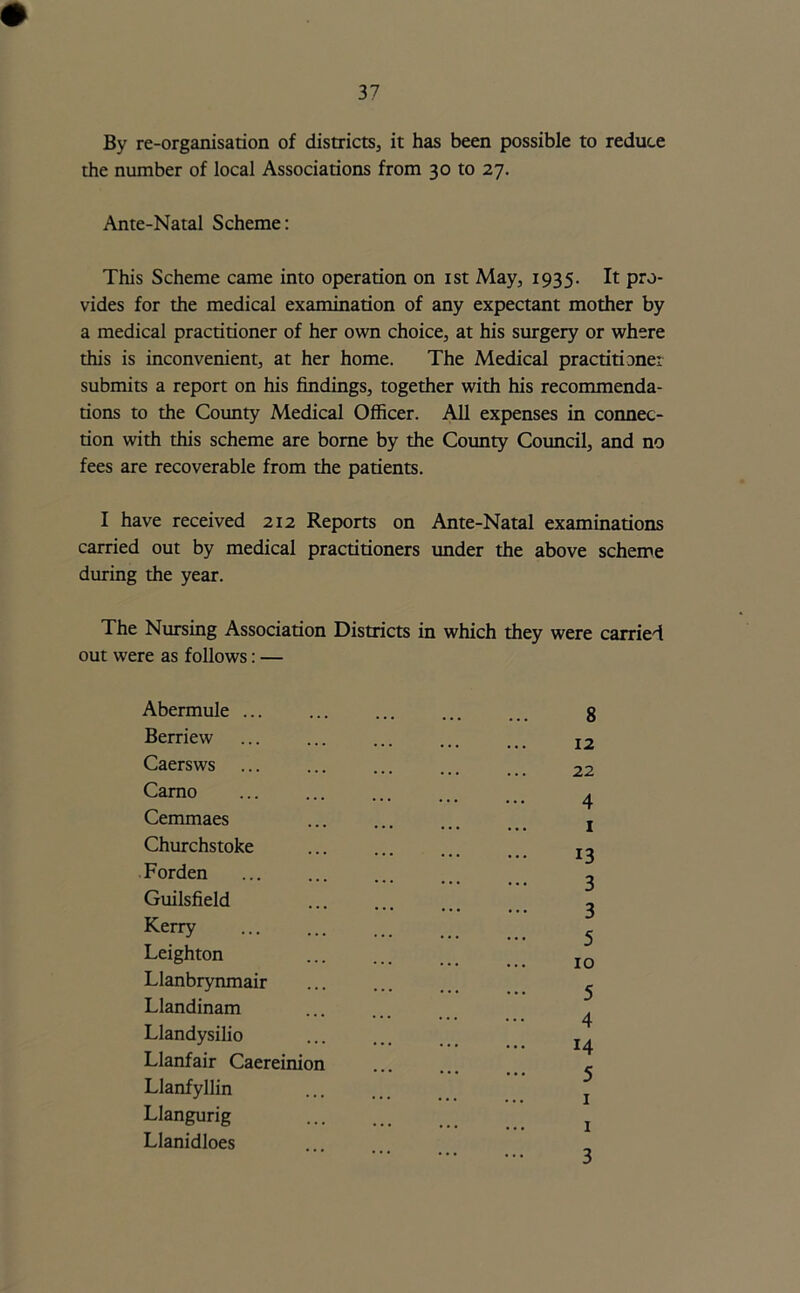 37
By re-organisation of districts, it has been possible to reduce
the number of local Associations from 30 to 27.
Ante-Natal Scheme:
This Scheme came into operation on 1st May, 1935. It pro-
vides for the medical examination of any expectant mother by
a medical practitioner of her own choice, at his surgery or where
this is inconvenient, at her home. The Medical practitioner
submits a report on his findings, together with his recommenda-
tions to the County Medical Officer. All expenses in connec-
tion with this scheme are borne by the County Council, and no
fees are recoverable from the patients.
I have received 212 Reports on Ante-Natal examinations
carried out by medical practitioners under the above scheme
during the year.
The Nursing Association Districts in which they were carried
out were as follows: —
Abermule ... ... ... ... ... 8
Berriew ... ... ... ... ... 12
Caersws ... ... ... ... ... 22
Carno ... ... ... ... ... 4
Cemmaes ... ... ... ... 1
Churchstoke ... ... ... ... 13
Forden ... ... ... ... ... 3
Guilsfield ... ... ... ... 3
Kerry ... ... ... ... ... 5
Leighton ... ... ... ... 10
Llanbrynmair ... ... ... ... 5
Llandinam ... ... ... ... 4
Llandysilio ... ... ... ... 14
Llanfair Caereinion ... ... ... 5
Llanfyllin ... ... ... ... 1
Llangurig ... ... ... ... 1
Llanidloes ... ... ... ... 3